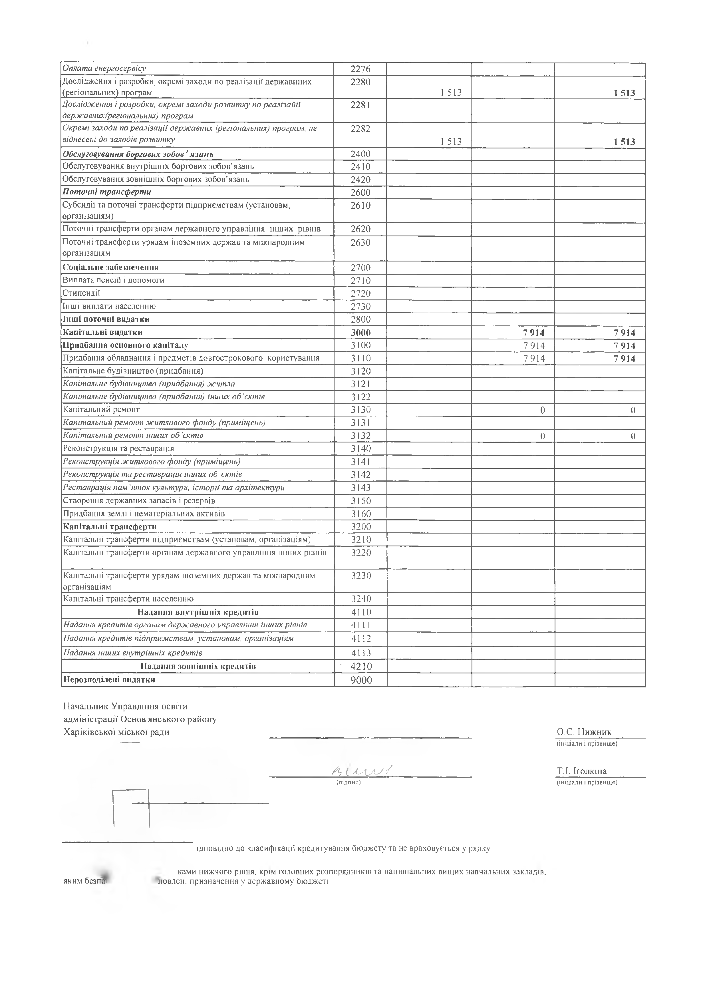 Оплата енергосервісу 2276
Дослідження і розробки, окремі заходи по реалізації державнних 2280
(регіональних) програм 1 513 1 513
Дослідження і розробки, окремі заходи розвитку по реалізаіїї 2281
державних(регіональних) програм
Окремі заходи по реалізації державних (регіональних) програм, не 2282
віднесені до заходів розвитку 1 513 1 513
Обслуговування боргових зобов’язань 2400
Обслуговування внутрішніх боргових зобов’язань 2410
Обслуговування зовнішніх боргових зобов’язань 2420
Поточні трансферти 2600
Субсидії та поточні трансферти підприємствам (установам, 2610
організаціям)
Поточні трансферти органам державного управління інших рівнів 2620
Поточні трансферти урядам іноземних держав та міжнародним 2630
організаціям
Соціальне забезпечення 2700
Виплата пенсій і допомоги 2710
Стипендії 2720
Інші виплати населенню 2730
Інші поточні видатки 2800
Капітальні видатки 3000 7 914 7 914
Придбання основного капіталу 3100 7 914 7 914
Придбання обладнання і предметів довгострокового користування 3110 7 914 7 914
Капітальне будівництво (придбання) 3120
Капітальне будівництво (придбання) житла 3121
Капітальне будівництво (придбання) інших об'єктів 3122
Капітальний ремонт 3130 0 0
Капітальний ремонт житлового фонду (приміщень) 3131
Капітальний ремонт інших об’єктів 3132 0 0
Реконструкція та реставрація 3140
Реконструкція житлового фонду (приміщень) 3141
Реконструкція та реставрація інших об'єктів 3142
Реставрація пам'яток культури, історії та архітектури 3143
Створення державних запасів і резервів 3150
Придбання землі і нематеріальних активів 3160
Капітальні трансферти 3200
Капітальні трансферти підприємствам (установам, організаціям) 3210
Капітальні трансферти органам державного управління інших рівнів 3220
Капітальні трансферти урядам іноземних держав та міжнародним 3230
організаціям
Капітальні трансферти населенню 3240
Надання внутрішніх кредитів 4110
Надання кредитів органам державного управління інших рівнів 4111
Надання кредитів підприємствам, установам, організаціям 4112
Надання інших внутрішніх кредитів 4113
Надання зовнішніх кредитів 4210
Нерозподілені видатки 9000
Начальник Управління освіти
адміністрації Основ'янського району
Харіківської міської ради О.С. Нижник
(ініціали і прізвище)
Т.І. Іголкіна
(підпис) (ініціали і прізвище)
ідповідно до класифікації кредитування бюджету та не враховується у рядку
ками нижчого рівня, крім головних розпорядників та національних вищих навчальних закладів,
яким безпо новлені призначення у державному бюджеті.